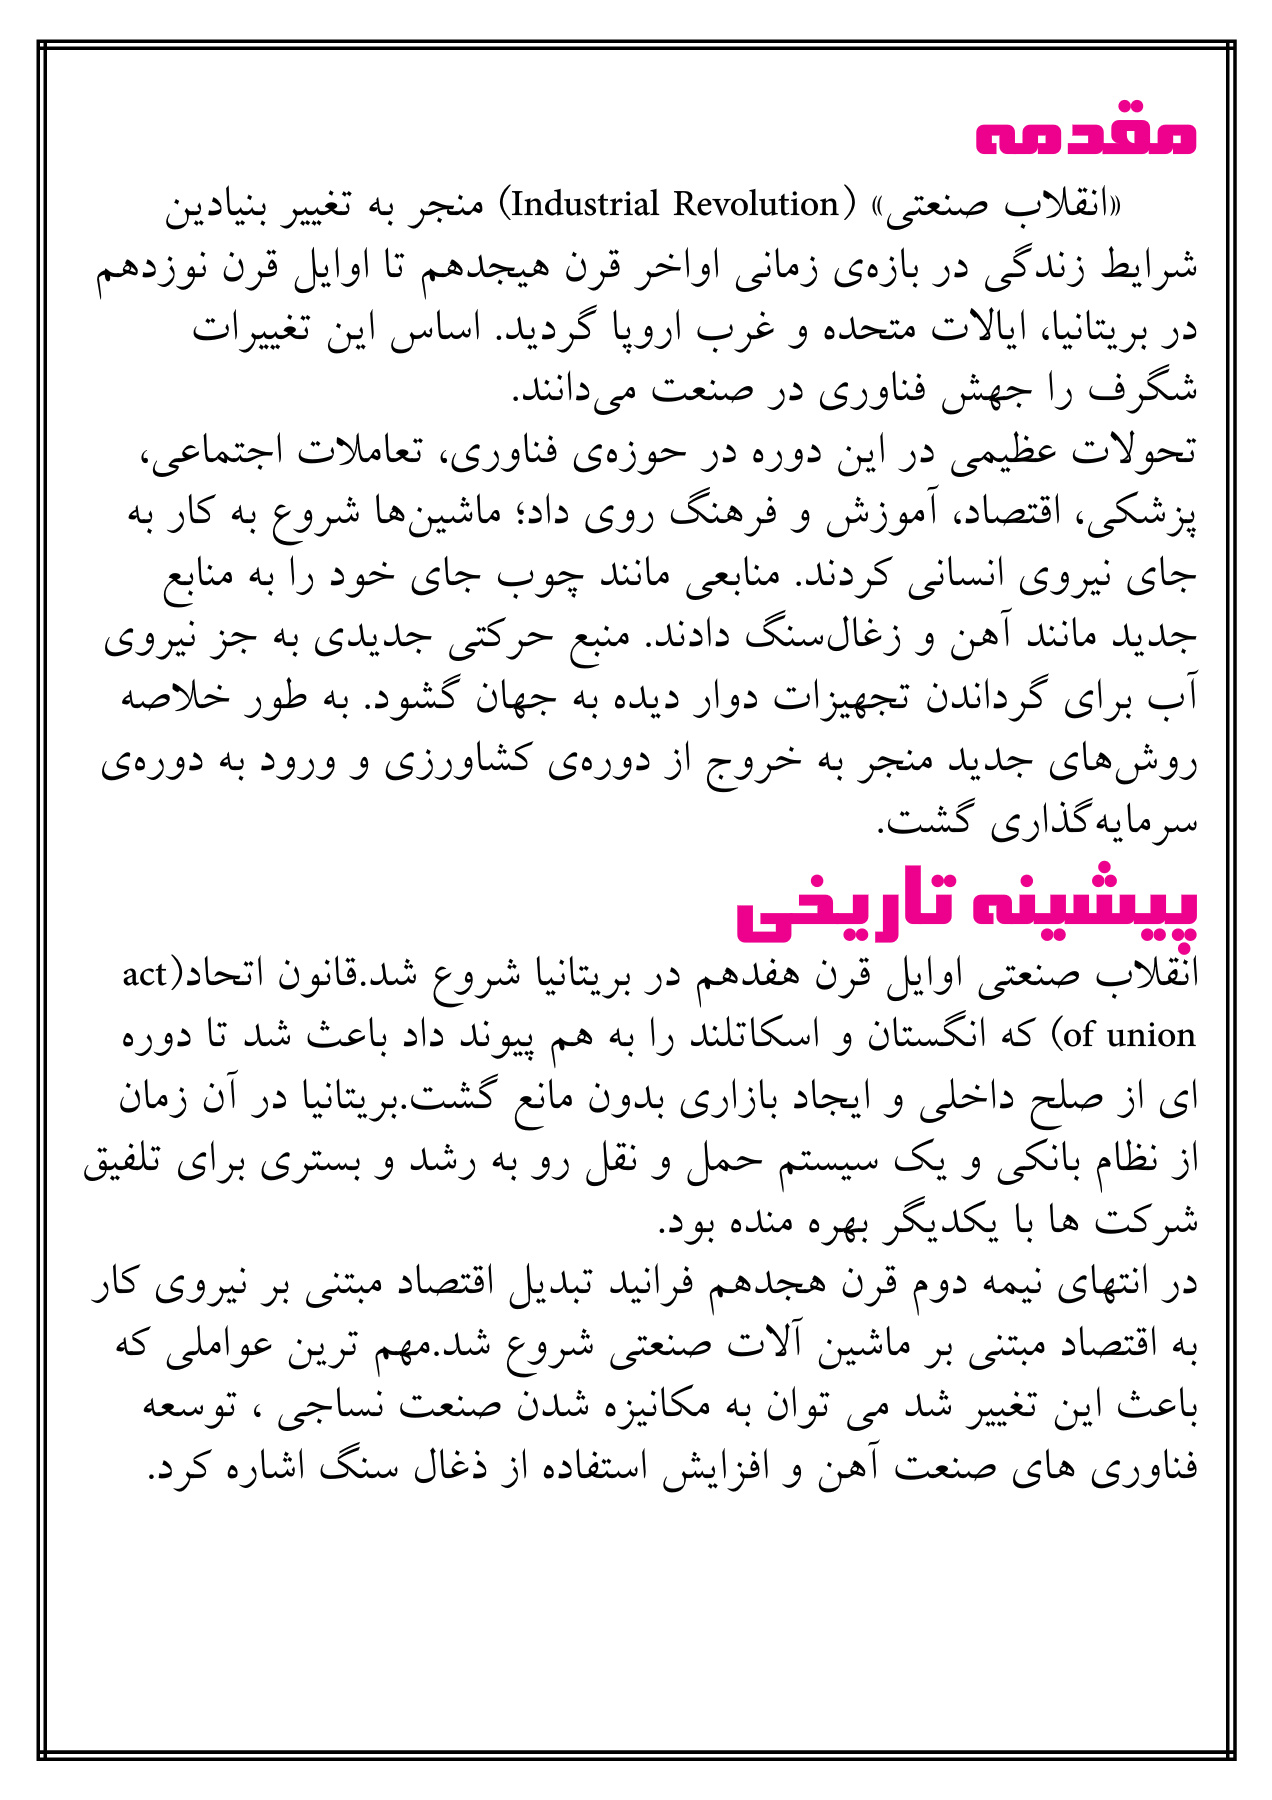 مقدمه
«انقلاب صنعتی» (Industrial Revolution) منجر به تغییر بنیادین
شرایط زندگی در بازه‌ی زمانی اواخر قرن هیجدهم تا اوایل قرن نوزدهم
در بریتانیا، ایالات متحده و غرب اروپا گردید. اساس این تغییرات
شگرف را جهش فناوری در صنعت می‌دانند.
تحولات عظیمی در این دوره در حوزه‌ی فناوری، تعاملات اجتماعی،
پزشکی، اقتصاد، آموزش و فرهنگ روی داد؛ ماشین‌ها شروع به کار به
جای نیروی انسانی کردند. منابعی مانند چوب جای خود را به منابع
جدید مانند آهن و زغال‌سنگ دادند. منبع حرکتی جدیدی به جز نیروی
آب برای گرداندن تجهیزات دوار دیده به جهان گشود. به طور خلاصه
روش‌های جدید منجر به خروج از دوره‌ی کشاورزی و ورود به دوره‌ی
سرمایه‌گذاری گشت.
پیشینه تاریخی
انقلاب صنعتی اوایل قرن هفدهم در بریتانیا شروع شد.قانون اتحاد(act
of union) که انگستان و اسکاتلند را به هم پیوند داد باعث شد تا دوره
ای از صلح داخلی و ایجاد بازاری بدون مانع گشت.بریتانیا در آن زمان
از نظام بانکی و یک سیستم حمل و نقل رو به رشد و بستری برای تلفیق
شرکت ها با یکدیگر بهره منده بود.
در انتهای نیمه دوم قرن هجدهم فرانید تبدیل اقتصاد مبتنی بر نیروی کار
به اقتصاد مبتنی بر ماشین آلات صنعتی شروع شد.مهم ترین عواملی که
باعث این تغییر شد می توان به مکانیزه شدن صنعت نساجی ، توسعه
فناوری های صنعت آهن و افزایش استفاده از ذغال سنگ اشاره کرد.